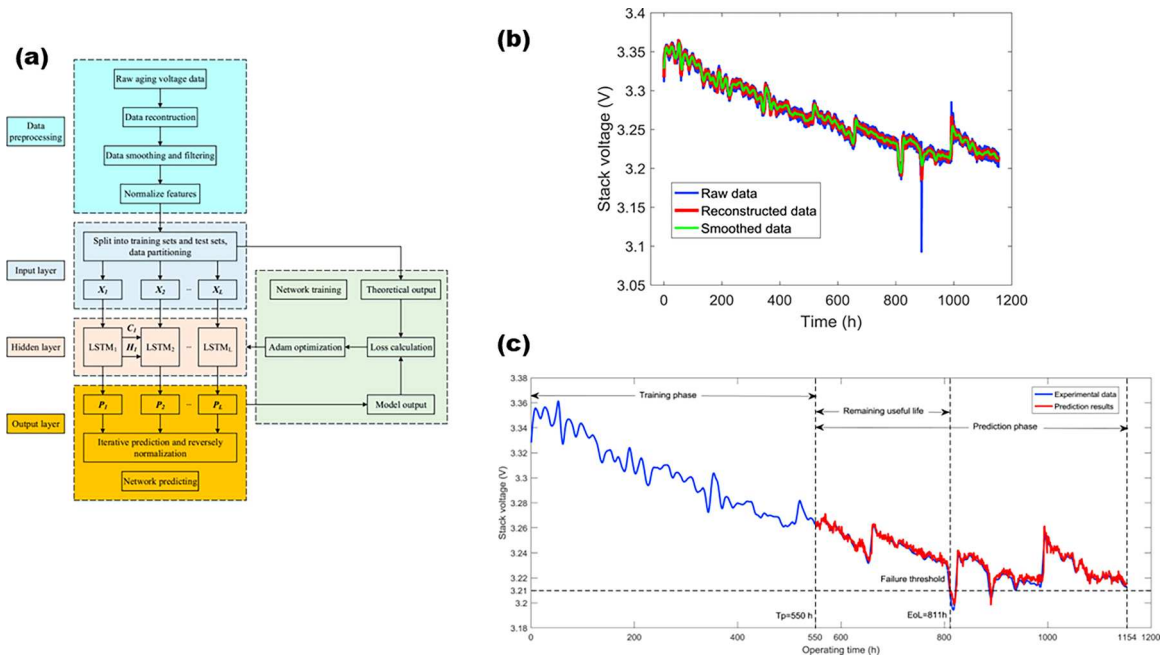 (a)
Raw aging voltage data
Data
preprocessing
Data recontruction
Data smoothing and filtering
Normalize features
Input layer
Split into training sets and test sets,
data partitioning
X1 X2 ... XL
Network training
Theoretical output
Hidden layer
LSTM1 C1 H1 LSTM2 ... LSTML
Adam optimization
Loss calculation
Output layer
P1 P2 ... PL
Model output
Iterative prediction and reversely
normalization
Network predicting
(b)
Stack voltage (V)
3.4
3.35
3.3
3.25
3.2
3.15
3.1
3.05
Raw data
Reconstructed data
Smoothed data
0 200 400 600 800 1000 1200
Time (h)
(c)
Stack voltage (V)
3.38
3.36
3.34
3.32
3.3
3.28
3.26
3.24
3.22
3.21
3.2
3.18
Training phase
Remaining useful life
Prediction phase
Experimental data
Prediction results
Failure threshold
Tp=550 h
EoL=811h
0 200 400 550 600 800 1000 1154 1200
Operating time (h)